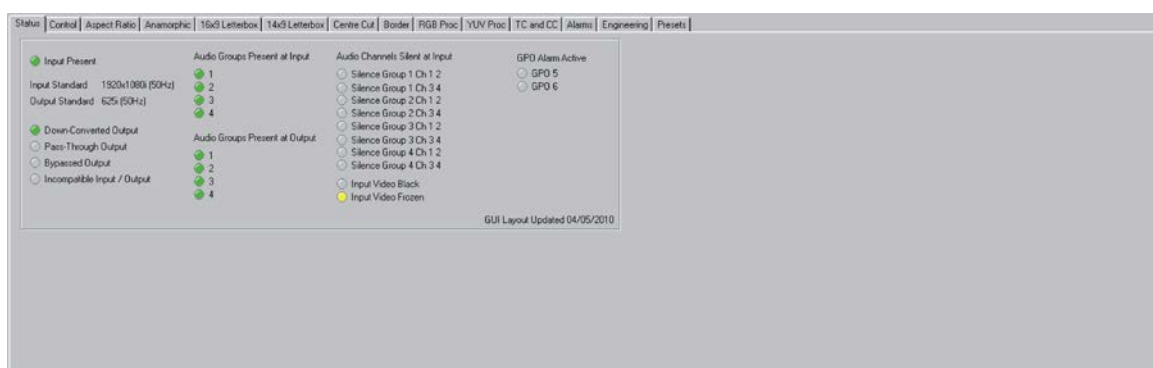 Status Control Aspect Ratio Anamorphic 16x9 Letterbox 14x9 Letterbox Centre Cut Border RGB Proc YUV Proc TC and CC Alarms Engineering Presets
Input Present
Input Standard 1920x1080i (50Hz)
Output Standard 625i (50Hz)
Down-Converted Output
Pass-Through Output
Bypassed Output
Incompatible Input / Output
Audio Groups Present at Input
1
2
3
4
Audio Groups Present at Output
1
2
3
4
Audio Channels Silent at Input
Silence Group 1 Ch 1 2
Silence Group 1 Ch 3 4
Silence Group 2 Ch 1 2
Silence Group 2 Ch 3 4
Silence Group 3 Ch 1 2
Silence Group 3 Ch 3 4
Silence Group 4 Ch 1 2
Silence Group 4 Ch 3 4
Input Video Black
Input Video Frozen
GPO Alarm Active
GPO 5
GPO 6
GUI Layout Updated 04/05/2010